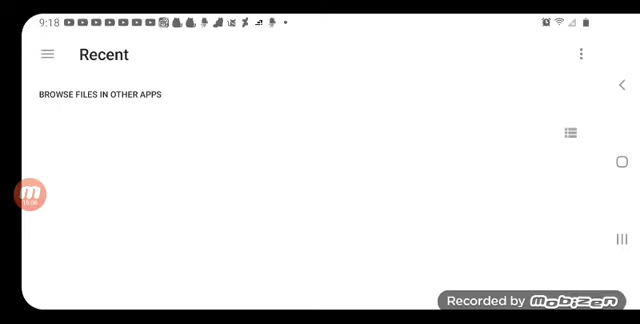 9:18
Recent
BROWSE FILES IN OTHER APPS
Recorded by MOBIZEN